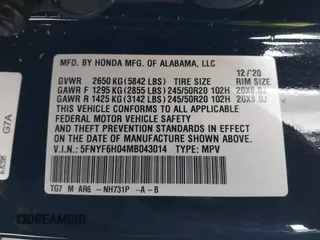 MFD. BY HONDA MFG. OF ALABAMA, LLC
12/'20
GVWR 2650 KG (5842 LBS) TIRE SIZE RIM SIZE
GAWR F 1295 KG (2855 LBS) 245/50R20 102H 20X8.0J
GAWR R 1425 KG (3142 LBS) 245/50R20 102H 20X8.0J
THIS VEHICLE CONFORMS TO ALL APPLICABLE
FEDERAL MOTOR VEHICLE SAFETY
AND THEFT PREVENTION STANDARDS IN EFFECT
ON THE DATE OF MANUFACTURE SHOWN ABOVE.
V.I.N.: 5FNYF6H04MB043014 TYPE: MPV
TG7 M AR6 -NH731P -A-B
G7A
DREAMBID